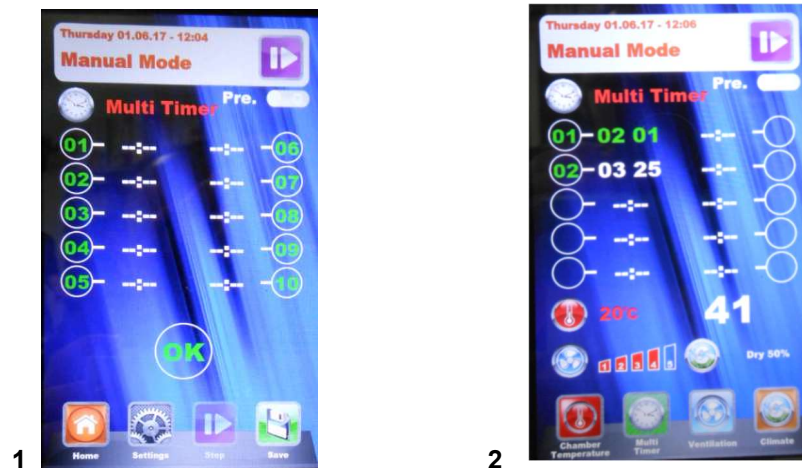 Thursday 01.06.17 - 12:04
Manual Mode
Multi Timer Pre.
01 --:-- --:-- 06
02 --:-- --:-- 07
03 --:-- --:-- 08
04 --:-- --:-- 09
05 --:-- --:-- 10
OK
Home Settings Save
1
Thursday 01.06.17 - 12:06
Manual Mode
Multi Timer Pre.
01 02 01 --:--
02 03 25 --:--
--:-- --:--
--:-- --:--
--:-- --:--
20°C 41
1 2 3 4 5 Dry 50%
Chamber Temperature Multi Timer Ventilation Climate
2